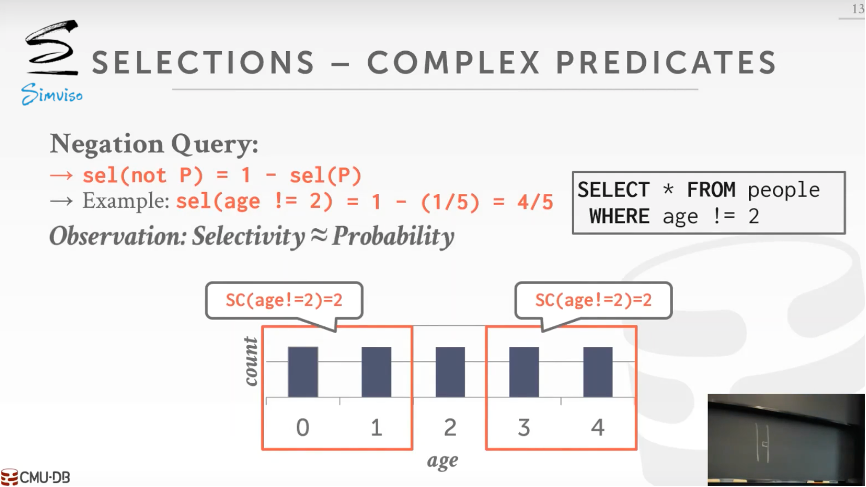 13
Simviso
SELECTIONS – COMPLEX PREDICATES
Negation Query:
→ sel(not P) = 1 - sel(P)
→ Example: sel(age != 2) = 1 - (1/5) = 4/5
Observation: Selectivity ≈ Probability
SELECT * FROM people
WHERE age != 2
SC(age!=2)=2
SC(age!=2)=2
count
0 1 2 3 4
age
CMU·DB